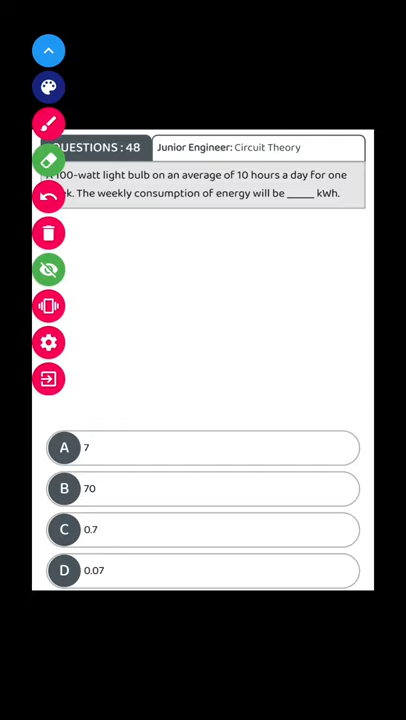 QUESTIONS : 48
Junior Engineer: Circuit Theory
100-watt light bulb on an average of 10 hours a day for one
The weekly consumption of energy will be _____ kWh.
A 7
B 70
C 0.7
D 0.07